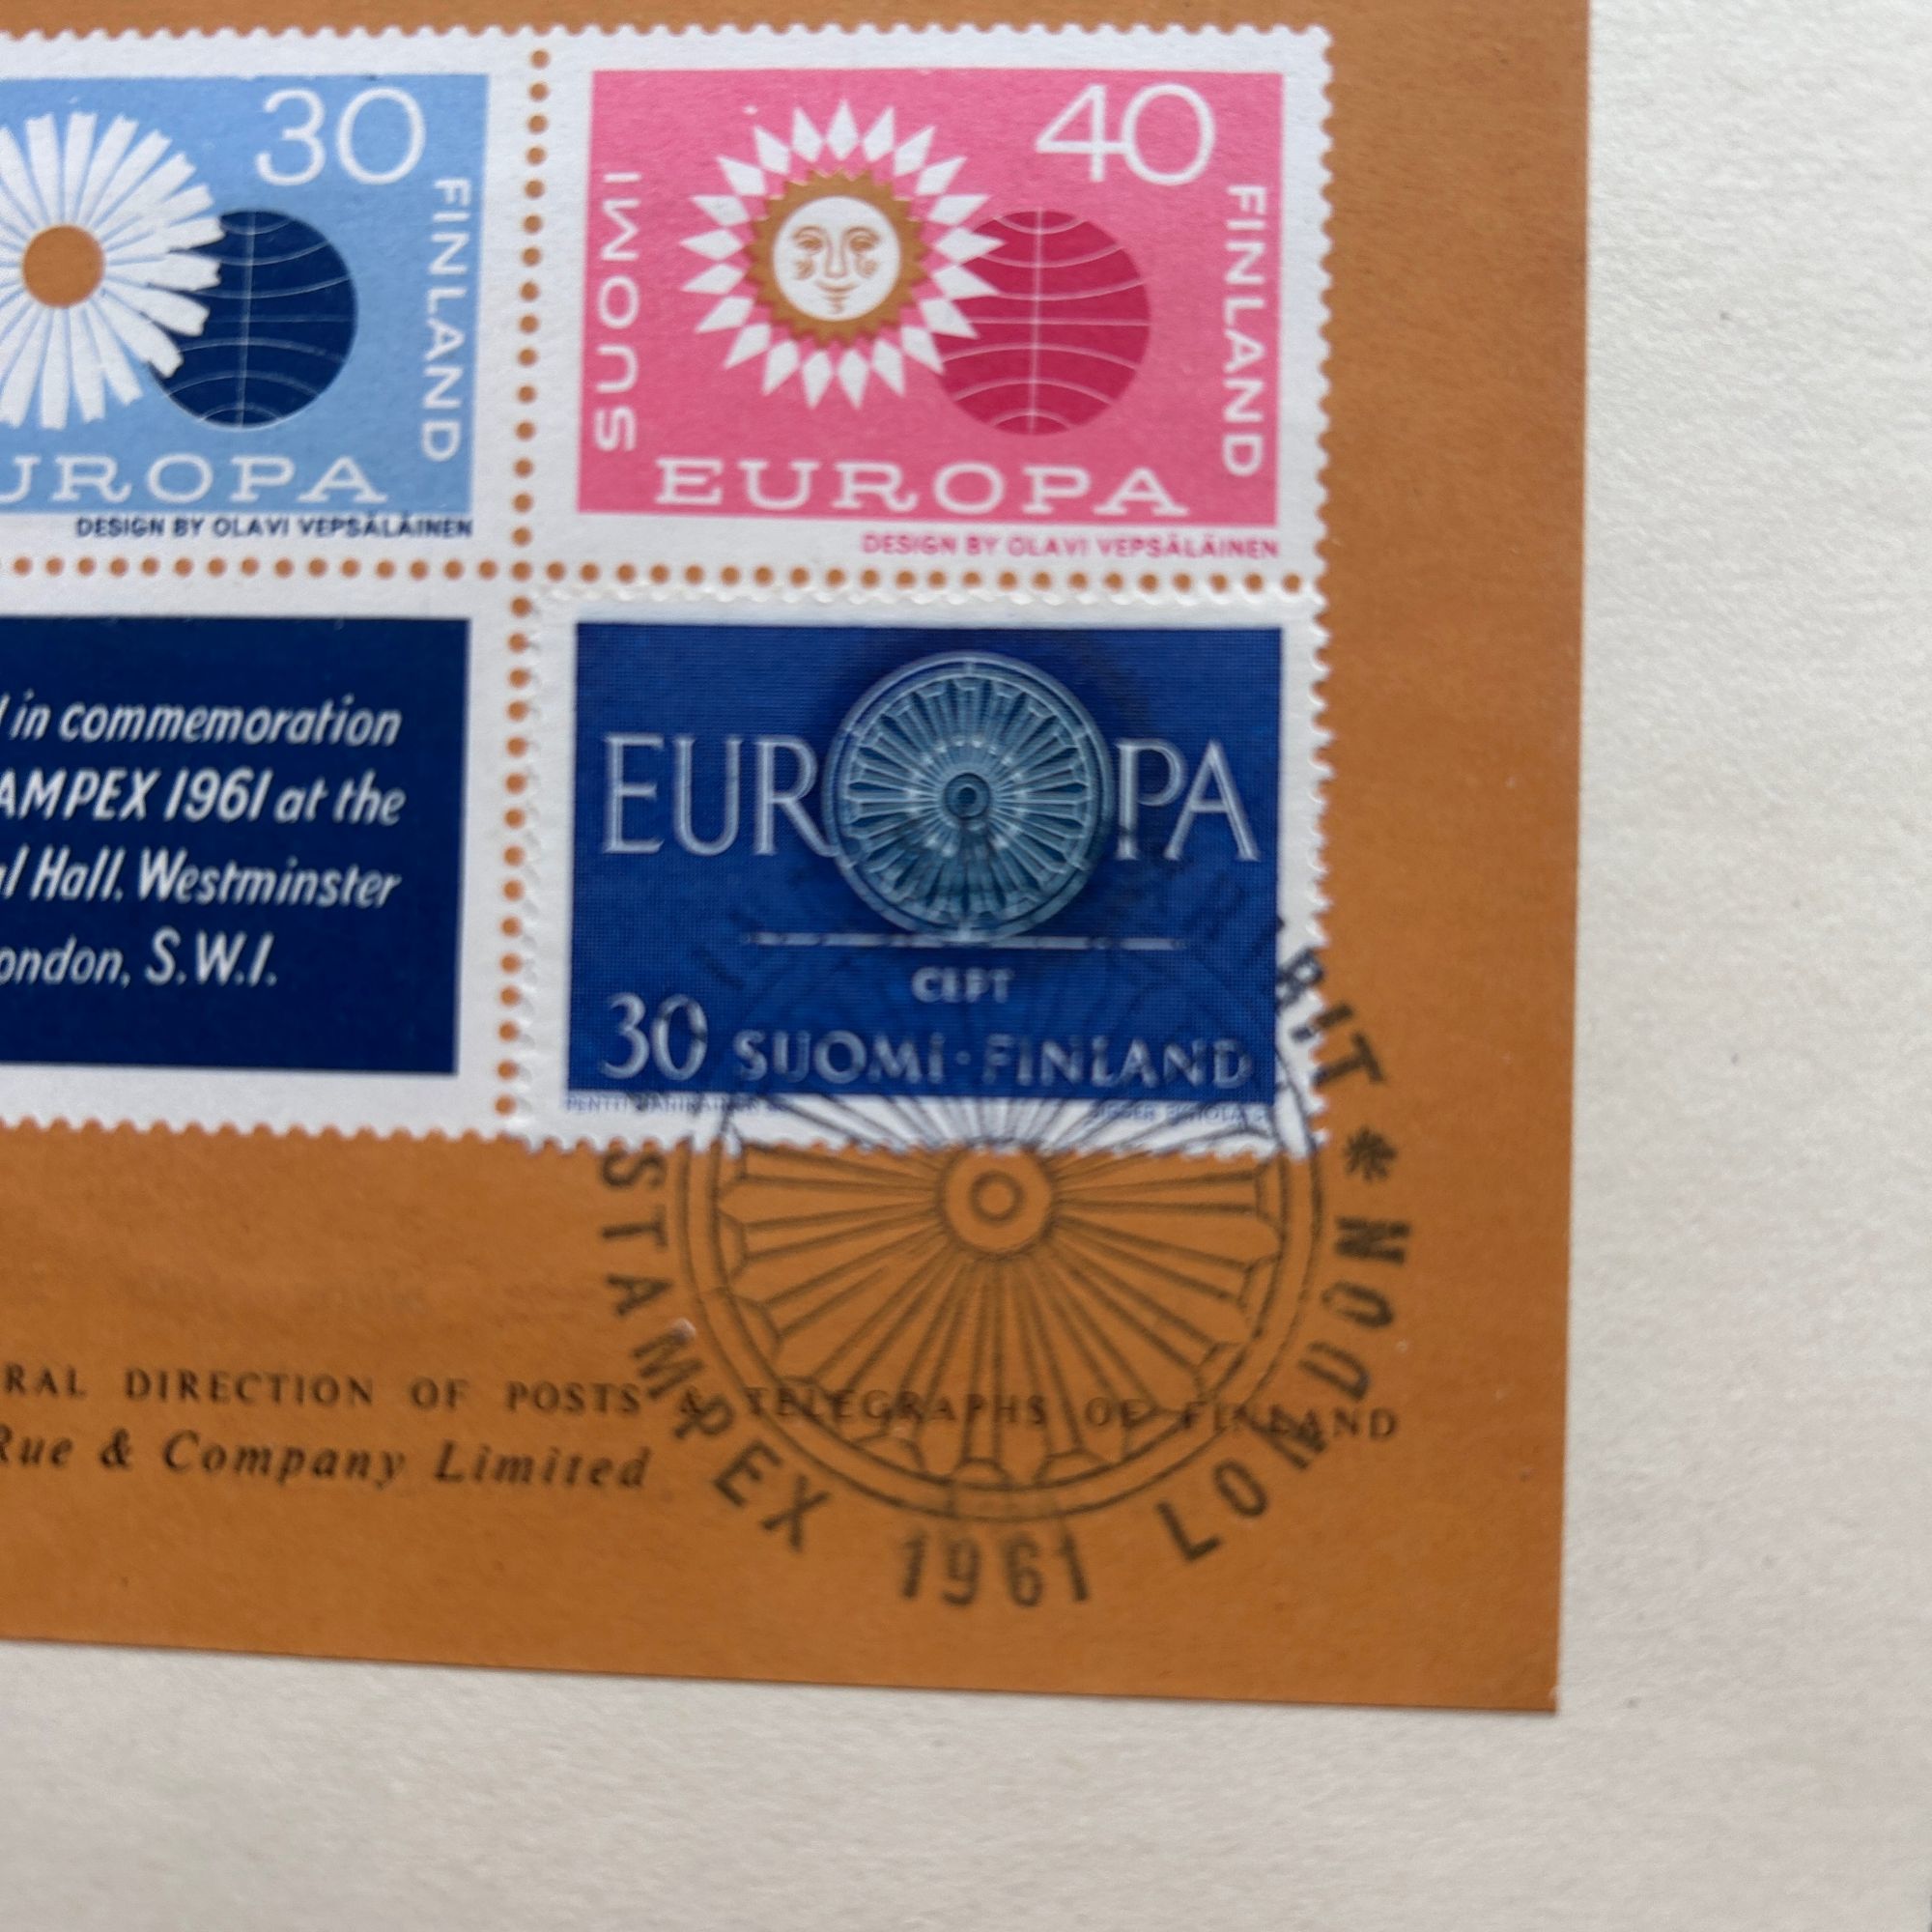 30
FINLAND
UROPA
DESIGN BY OLAVI VEPSÄLÄINEN
40
SUOMI
FINLAND
EUROPA
DESIGN BY OLAVI VEPSÄLÄINEN
in commemoration
AMPEX 1961 at the
Hall. Westminster
ondon, S.W.I.
EUROPA
CEPT
30 SUOMI·FINLAND
RAL DIRECTION OF POSTS & TELEGRAPHS OF FINLAND
Rue & Company Limited
STAMPEX 1961 LONDON *